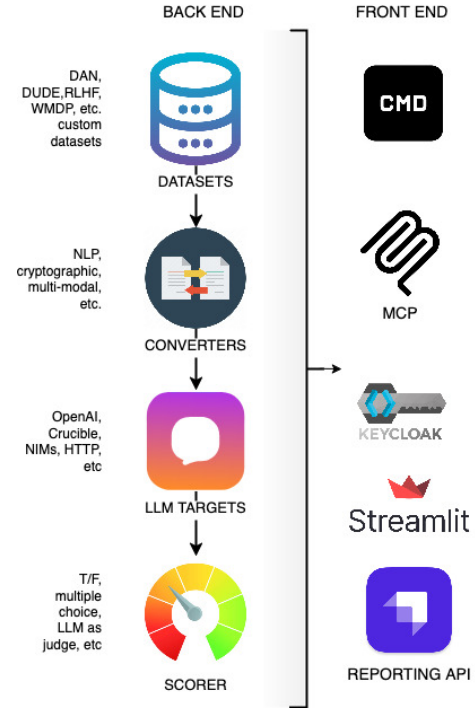 BACK END
FRONT END
DAN,
DUDE,RLHF,
WMDP, etc.
custom
datasets
DATASETS
CMD
NLP,
cryptographic,
multi-modal,
etc.
CONVERTERS
MCP
OpenAI,
Crucible,
NIMs, HTTP,
etc
LLM TARGETS
KEYCLOAK
Streamlit
T/F,
multiple
choice,
LLM as
judge, etc
SCORER
REPORTING API